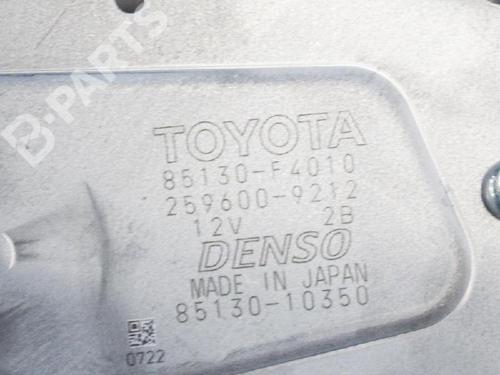 B-PARTS
TOYOTA
85130-F4010
259600-9212
12V 2B
DENSO
MADE IN JAPAN
85130-10350
0722